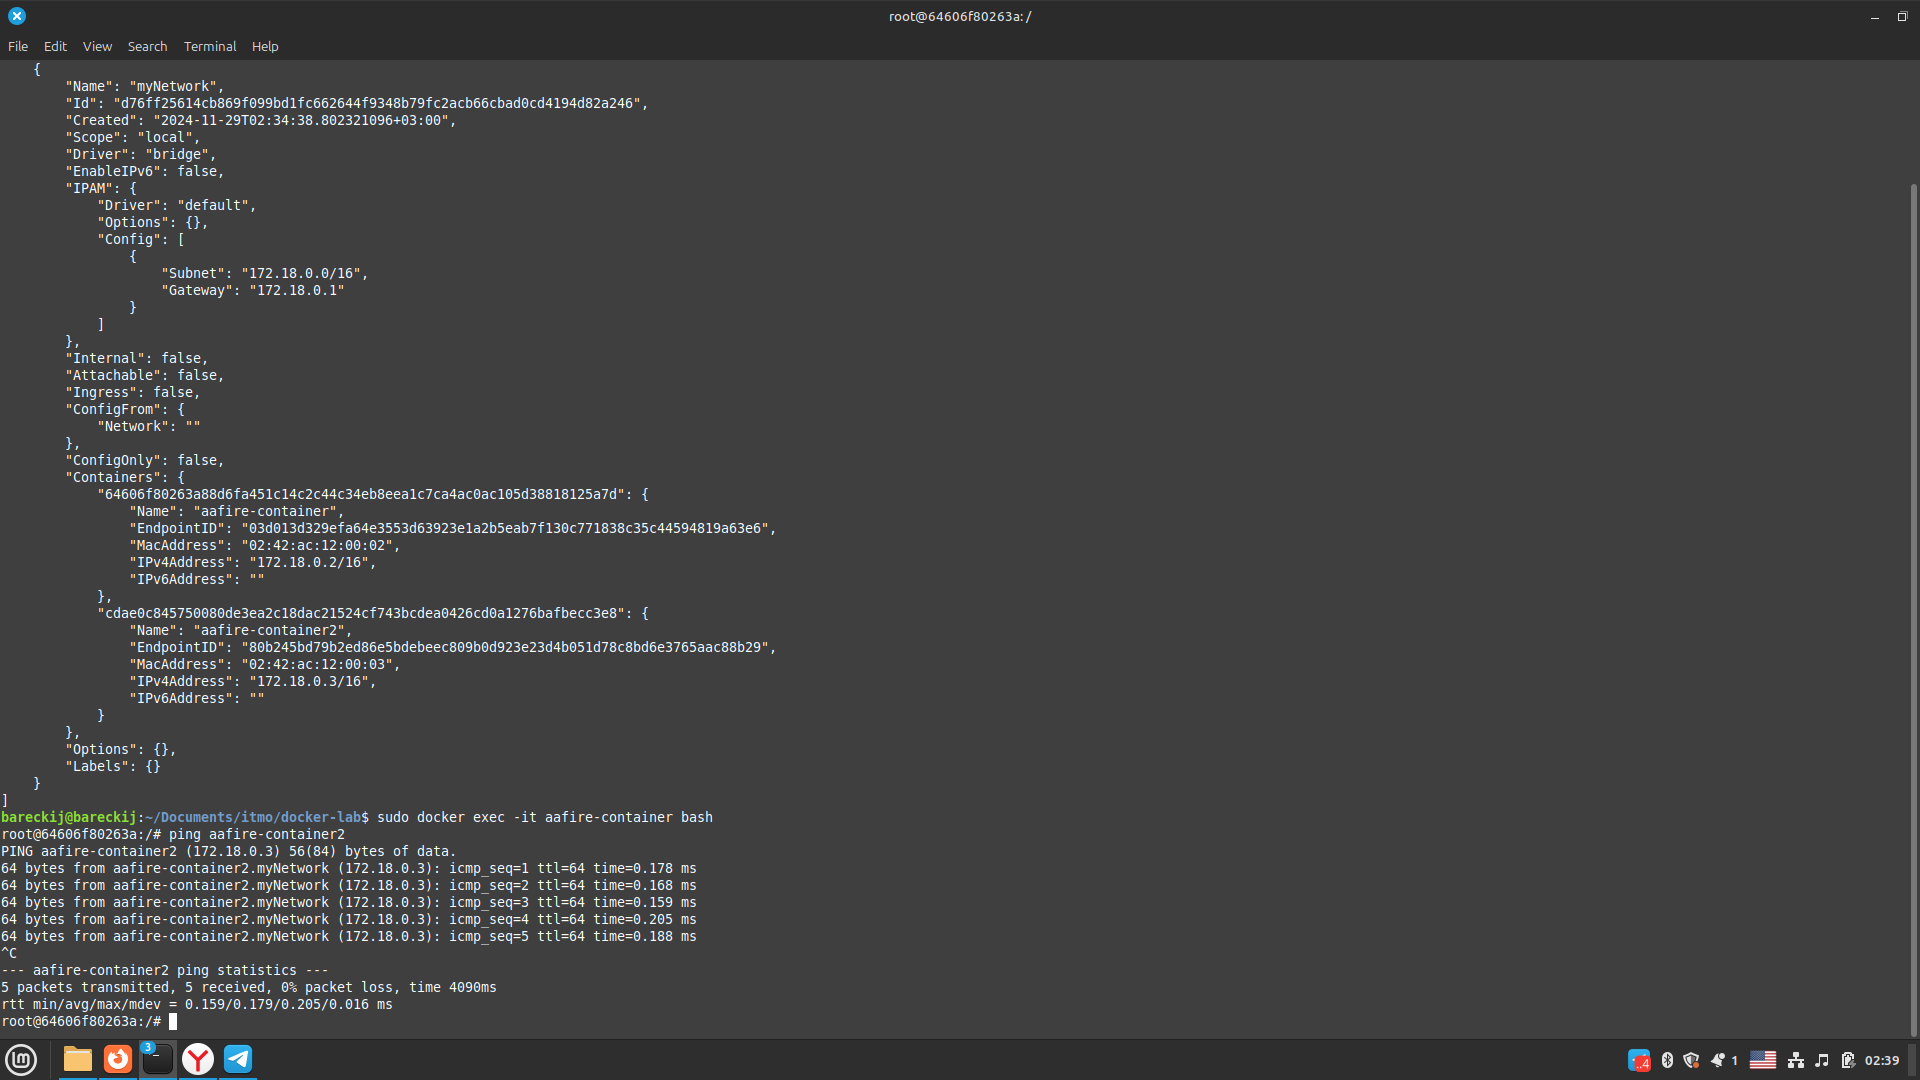 root@64606f80263a: /
File Edit View Search Terminal Help
    {
        "Name": "myNetwork",
        "Id": "d76ff25614cb869f099bd1fc662644f9348b79fc2acb66cbad0cd4194d82a246",
        "Created": "2024-11-29T02:34:38.802321096+03:00",
        "Scope": "local",
        "Driver": "bridge",
        "EnableIPv6": false,
        "IPAM": {
            "Driver": "default",
            "Options": {},
            "Config": [
                {
                    "Subnet": "172.18.0.0/16",
                    "Gateway": "172.18.0.1"
                }
            ]
        },
        "Internal": false,
        "Attachable": false,
        "Ingress": false,
        "ConfigFrom": {
            "Network": ""
        },
        "ConfigOnly": false,
        "Containers": {
            "64606f80263a88d6fa451c14c2c44c34eb8eea1c7ca4ac0ac105d38818125a7d": {
                "Name": "aafire-container",
                "EndpointID": "03d013d329efa64e3553d63923e1a2b5eab7f130c771838c35c44594819a63e6",
                "MacAddress": "02:42:ac:12:00:02",
                "IPv4Address": "172.18.0.2/16",
                "IPv6Address": ""
            },
            "cdae0c845750080de3ea2c18dac21524cf743bcdea0426cd0a1276bafbecc3e8": {
                "Name": "aafire-container2",
                "EndpointID": "80b245bd79b2ed86e5bdebeec809b0d923e23d4b051d78c8bd6e3765aac88b29",
                "MacAddress": "02:42:ac:12:00:03",
                "IPv4Address": "172.18.0.3/16",
                "IPv6Address": ""
            }
        },
        "Options": {},
        "Labels": {}
    }
]
bareckij@bareckij:~/Documents/itmo/docker-lab$ sudo docker exec -it aafire-container bash
root@64606f80263a:/# ping aafire-container2
PING aafire-container2 (172.18.0.3) 56(84) bytes of data.
64 bytes from aafire-container2.myNetwork (172.18.0.3): icmp_seq=1 ttl=64 time=0.178 ms
64 bytes from aafire-container2.myNetwork (172.18.0.3): icmp_seq=2 ttl=64 time=0.168 ms
64 bytes from aafire-container2.myNetwork (172.18.0.3): icmp_seq=3 ttl=64 time=0.159 ms
64 bytes from aafire-container2.myNetwork (172.18.0.3): icmp_seq=4 ttl=64 time=0.205 ms
64 bytes from aafire-container2.myNetwork (172.18.0.3): icmp_seq=5 ttl=64 time=0.188 ms
^C
--- aafire-container2 ping statistics ---
5 packets transmitted, 5 received, 0% packet loss, time 4090ms
rtt min/avg/max/mdev = 0.159/0.179/0.205/0.016 ms
root@64606f80263a:/#
3 ..4 1 02:39